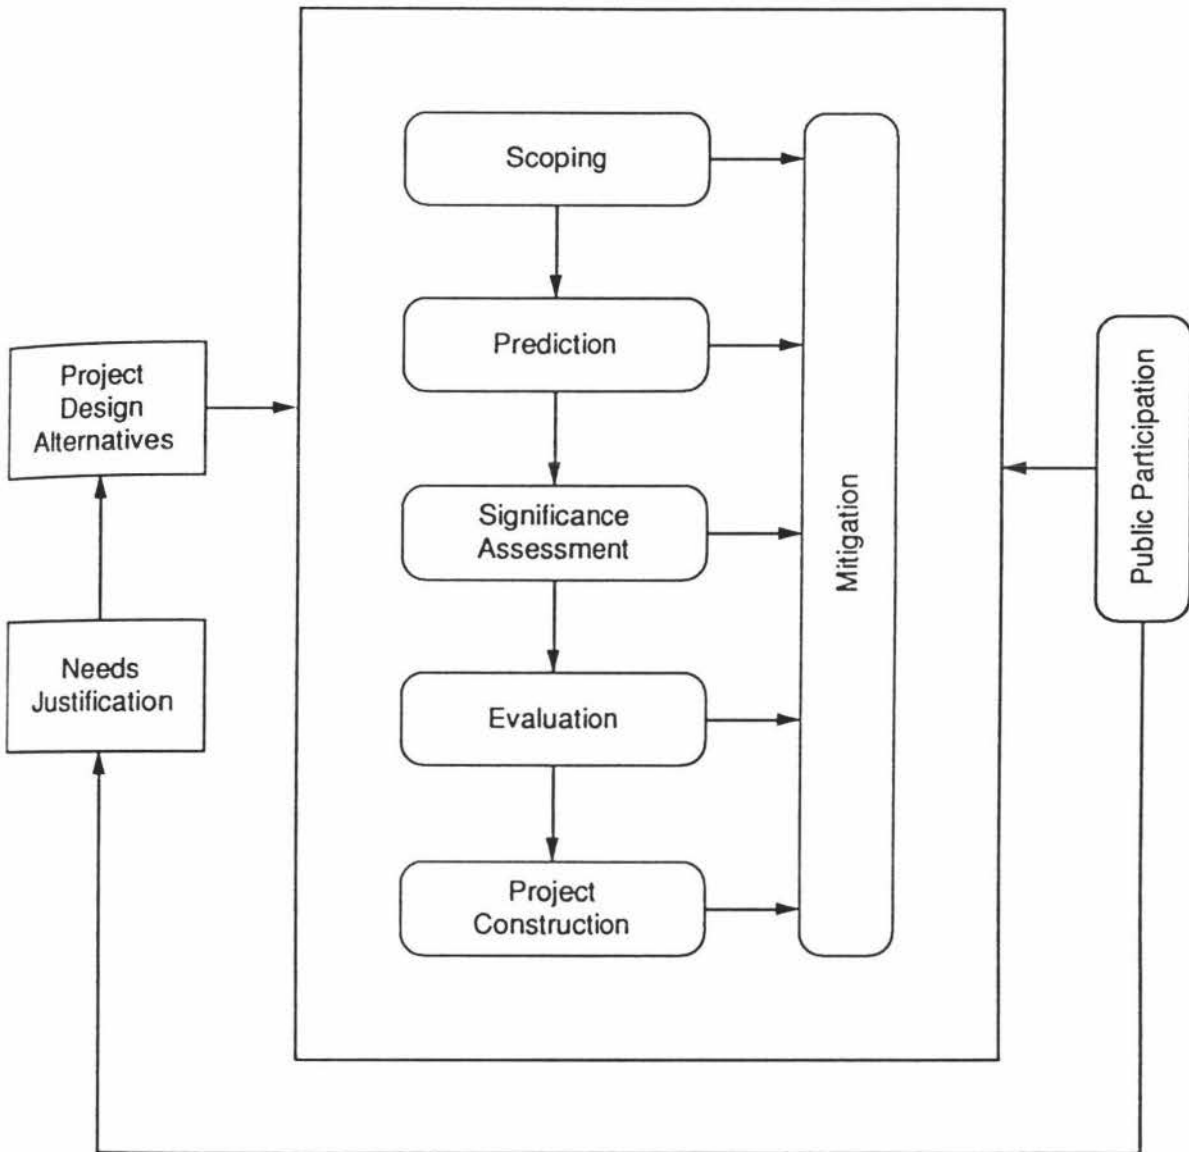 Scoping
Prediction
Project
Design
Alternatives
Significance
Assessment
Mitigation
Public Participation
Needs
Justification
Evaluation
Project
Construction